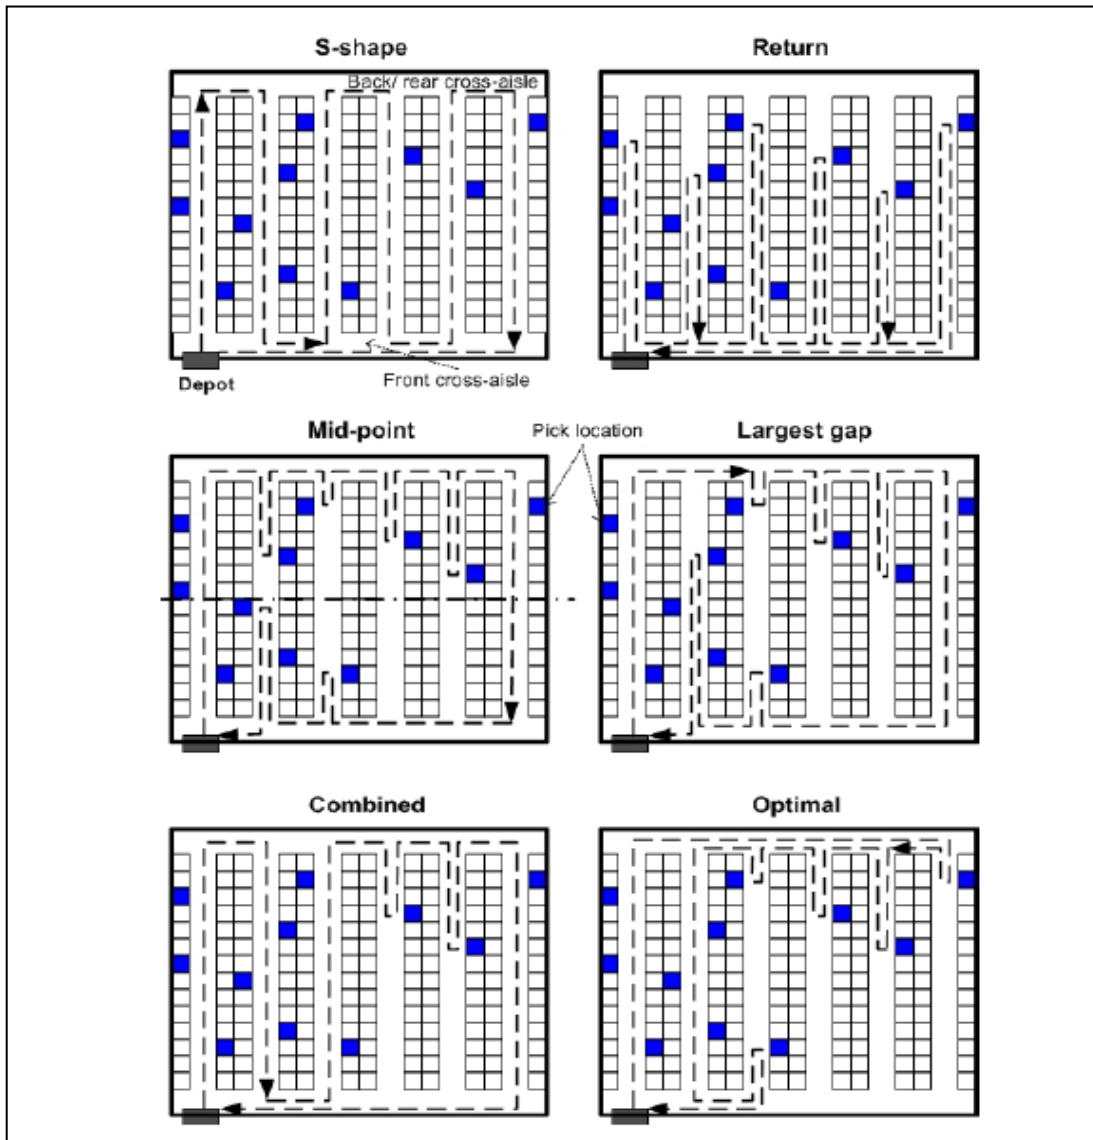 S-shape
Return
Back/ rear cross-aisle
Depot
Front cross-aisle
Mid-point
Pick location
Largest gap
Combined
Optimal